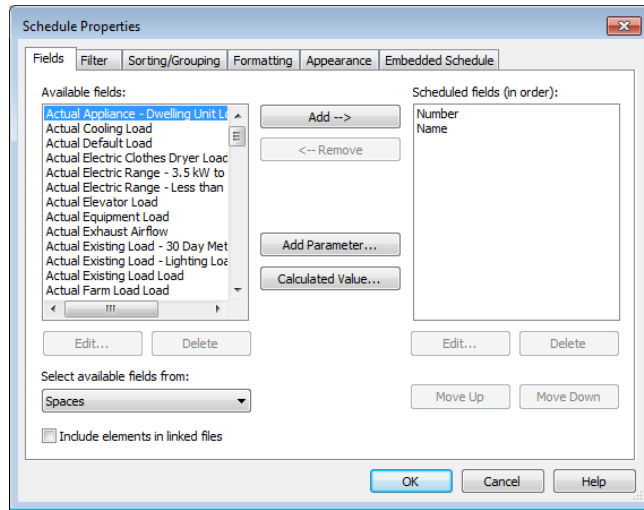 Schedule Properties
Fields Filter Sorting/Grouping Formatting Appearance Embedded Schedule
Available fields:
Actual Appliance - Dwelling Unit
Actual Cooling Load
Actual Default Load
Actual Electric Clothes Dryer Load
Actual Electric Range - 3.5 kW to
Actual Electric Range - Less than
Actual Elevator Load
Actual Equipment Load
Actual Exhaust Airflow
Actual Existing Load - 30 Day Met
Actual Existing Load - Lighting Loa
Actual Existing Load Load
Actual Farm Load Load
Edit... Delete
Select available fields from:
Spaces
Include elements in linked files
Add -->
<-- Remove
Add Parameter...
Calculated Value...
Scheduled fields (in order):
Number
Name
Edit... Delete
Move Up Move Down
OK Cancel Help